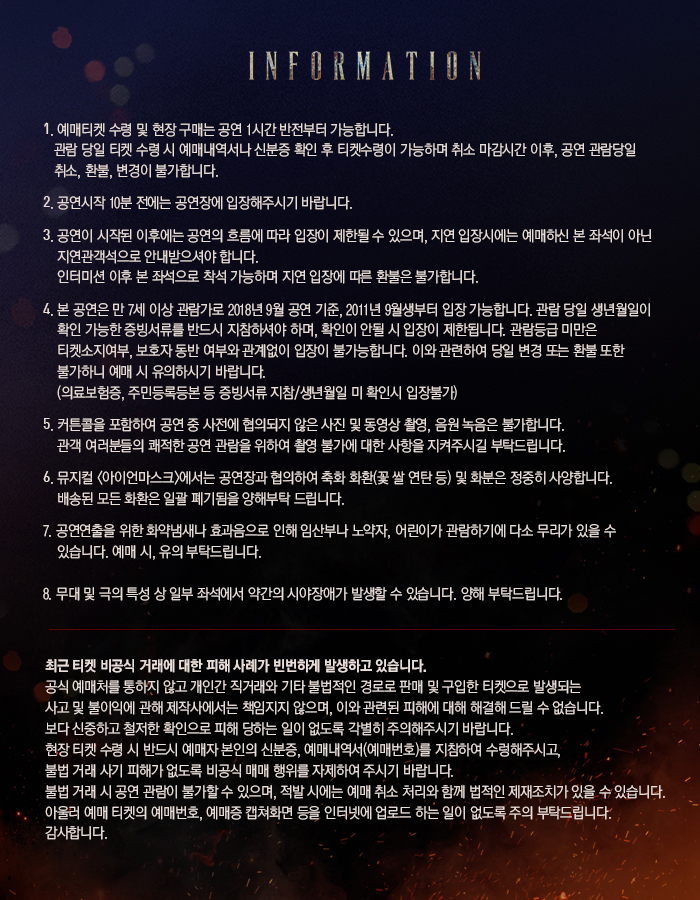 INFORMATION
1. 예매티켓 수령 및 현장 구매는 공연 1시간 반전부터 가능합니다.
관람 당일 티켓 수령 시 예매내역서나 신분증 확인 후 티켓수령이 가능하며 취소 마감시간 이후, 공연 관람당일
취소, 환불, 변경이 불가합니다.
2. 공연시작 10분 전에는 공연장에 입장해주시기 바랍니다.
3. 공연이 시작된 이후에는 공연의 흐름에 따라 입장이 제한될 수 있으며, 지연 입장시에는 예매하신 본 좌석이 아닌
지연관객석으로 안내받으셔야 합니다.
인터미션 이후 본 좌석으로 착석 가능하며 지연 입장에 따른 환불은 불가합니다.
4. 본 공연은 만 7세 이상 관람가로 2018년 9월 공연 기준, 2011년 9월생부터 입장 가능합니다. 관람 당일 생년월일이
확인 가능한 증빙서류를 반드시 지참하셔야 하며, 확인이 안될 시 입장이 제한됩니다. 관람등급 미만은
티켓소지여부, 보호자 동반 여부와 관계없이 입장이 불가능합니다. 이와 관련하여 당일 변경 또는 환불 또한
불가하니 예매 시 유의하시기 바랍니다.
(의료보험증, 주민등록등본 등 증빙서류 지참/생년월일 미 확인시 입장불가)
5. 커튼콜을 포함하여 공연 중 사전에 협의되지 않은 사진 및 동영상 촬영, 음원 녹음은 불가합니다.
관객 여러분들의 쾌적한 공연 관람을 위하여 촬영 불가에 대한 사항을 지켜주시길 부탁드립니다.
6. 뮤지컬 <아이언마스크>에서는 공연장과 협의하여 축화 화환(꽃 쌀 연탄 등) 및 화분은 정중히 사양합니다.
배송된 모든 화환은 일괄 폐기됨을 양해부탁 드립니다.
7. 공연연출을 위한 화약냄새나 효과음으로 인해 임산부나 노약자, 어린이가 관람하기에 다소 무리가 있을 수
있습니다. 예매 시, 유의 부탁드립니다.
8. 무대 및 극의 특성 상 일부 좌석에서 약간의 시야장애가 발생할 수 있습니다. 양해 부탁드립니다.
최근 티켓 비공식 거래에 대한 피해 사례가 빈번하게 발생하고 있습니다.
공식 예매처를 통하지 않고 개인간 직거래와 기타 불법적인 경로로 판매 및 구입한 티켓으로 발생되는
사고 및 불이익에 관해 제작사에서는 책임지지 않으며, 이와 관련된 피해에 대해 해결해 드릴 수 없습니다.
보다 신중하고 철저한 확인으로 피해 당하는 일이 없도록 각별히 주의해주시기 바랍니다.
현장 티켓 수령 시 반드시 예매자 본인의 신분증, 예매내역서(예매번호)를 지참하여 수령해주시고,
불법 거래 사기 피해가 없도록 비공식 매매 행위를 자제하여 주시기 바랍니다.
불법 거래 시 공연 관람이 불가할 수 있으며, 적발 시에는 예매 취소 처리와 함께 법적인 제재조치가 있을 수 있습니다.
아울러 예매 티켓의 예매번호, 예매증 캡쳐화면 등을 인터넷에 업로드 하는 일이 없도록 주의 부탁드립니다.
감사합니다.